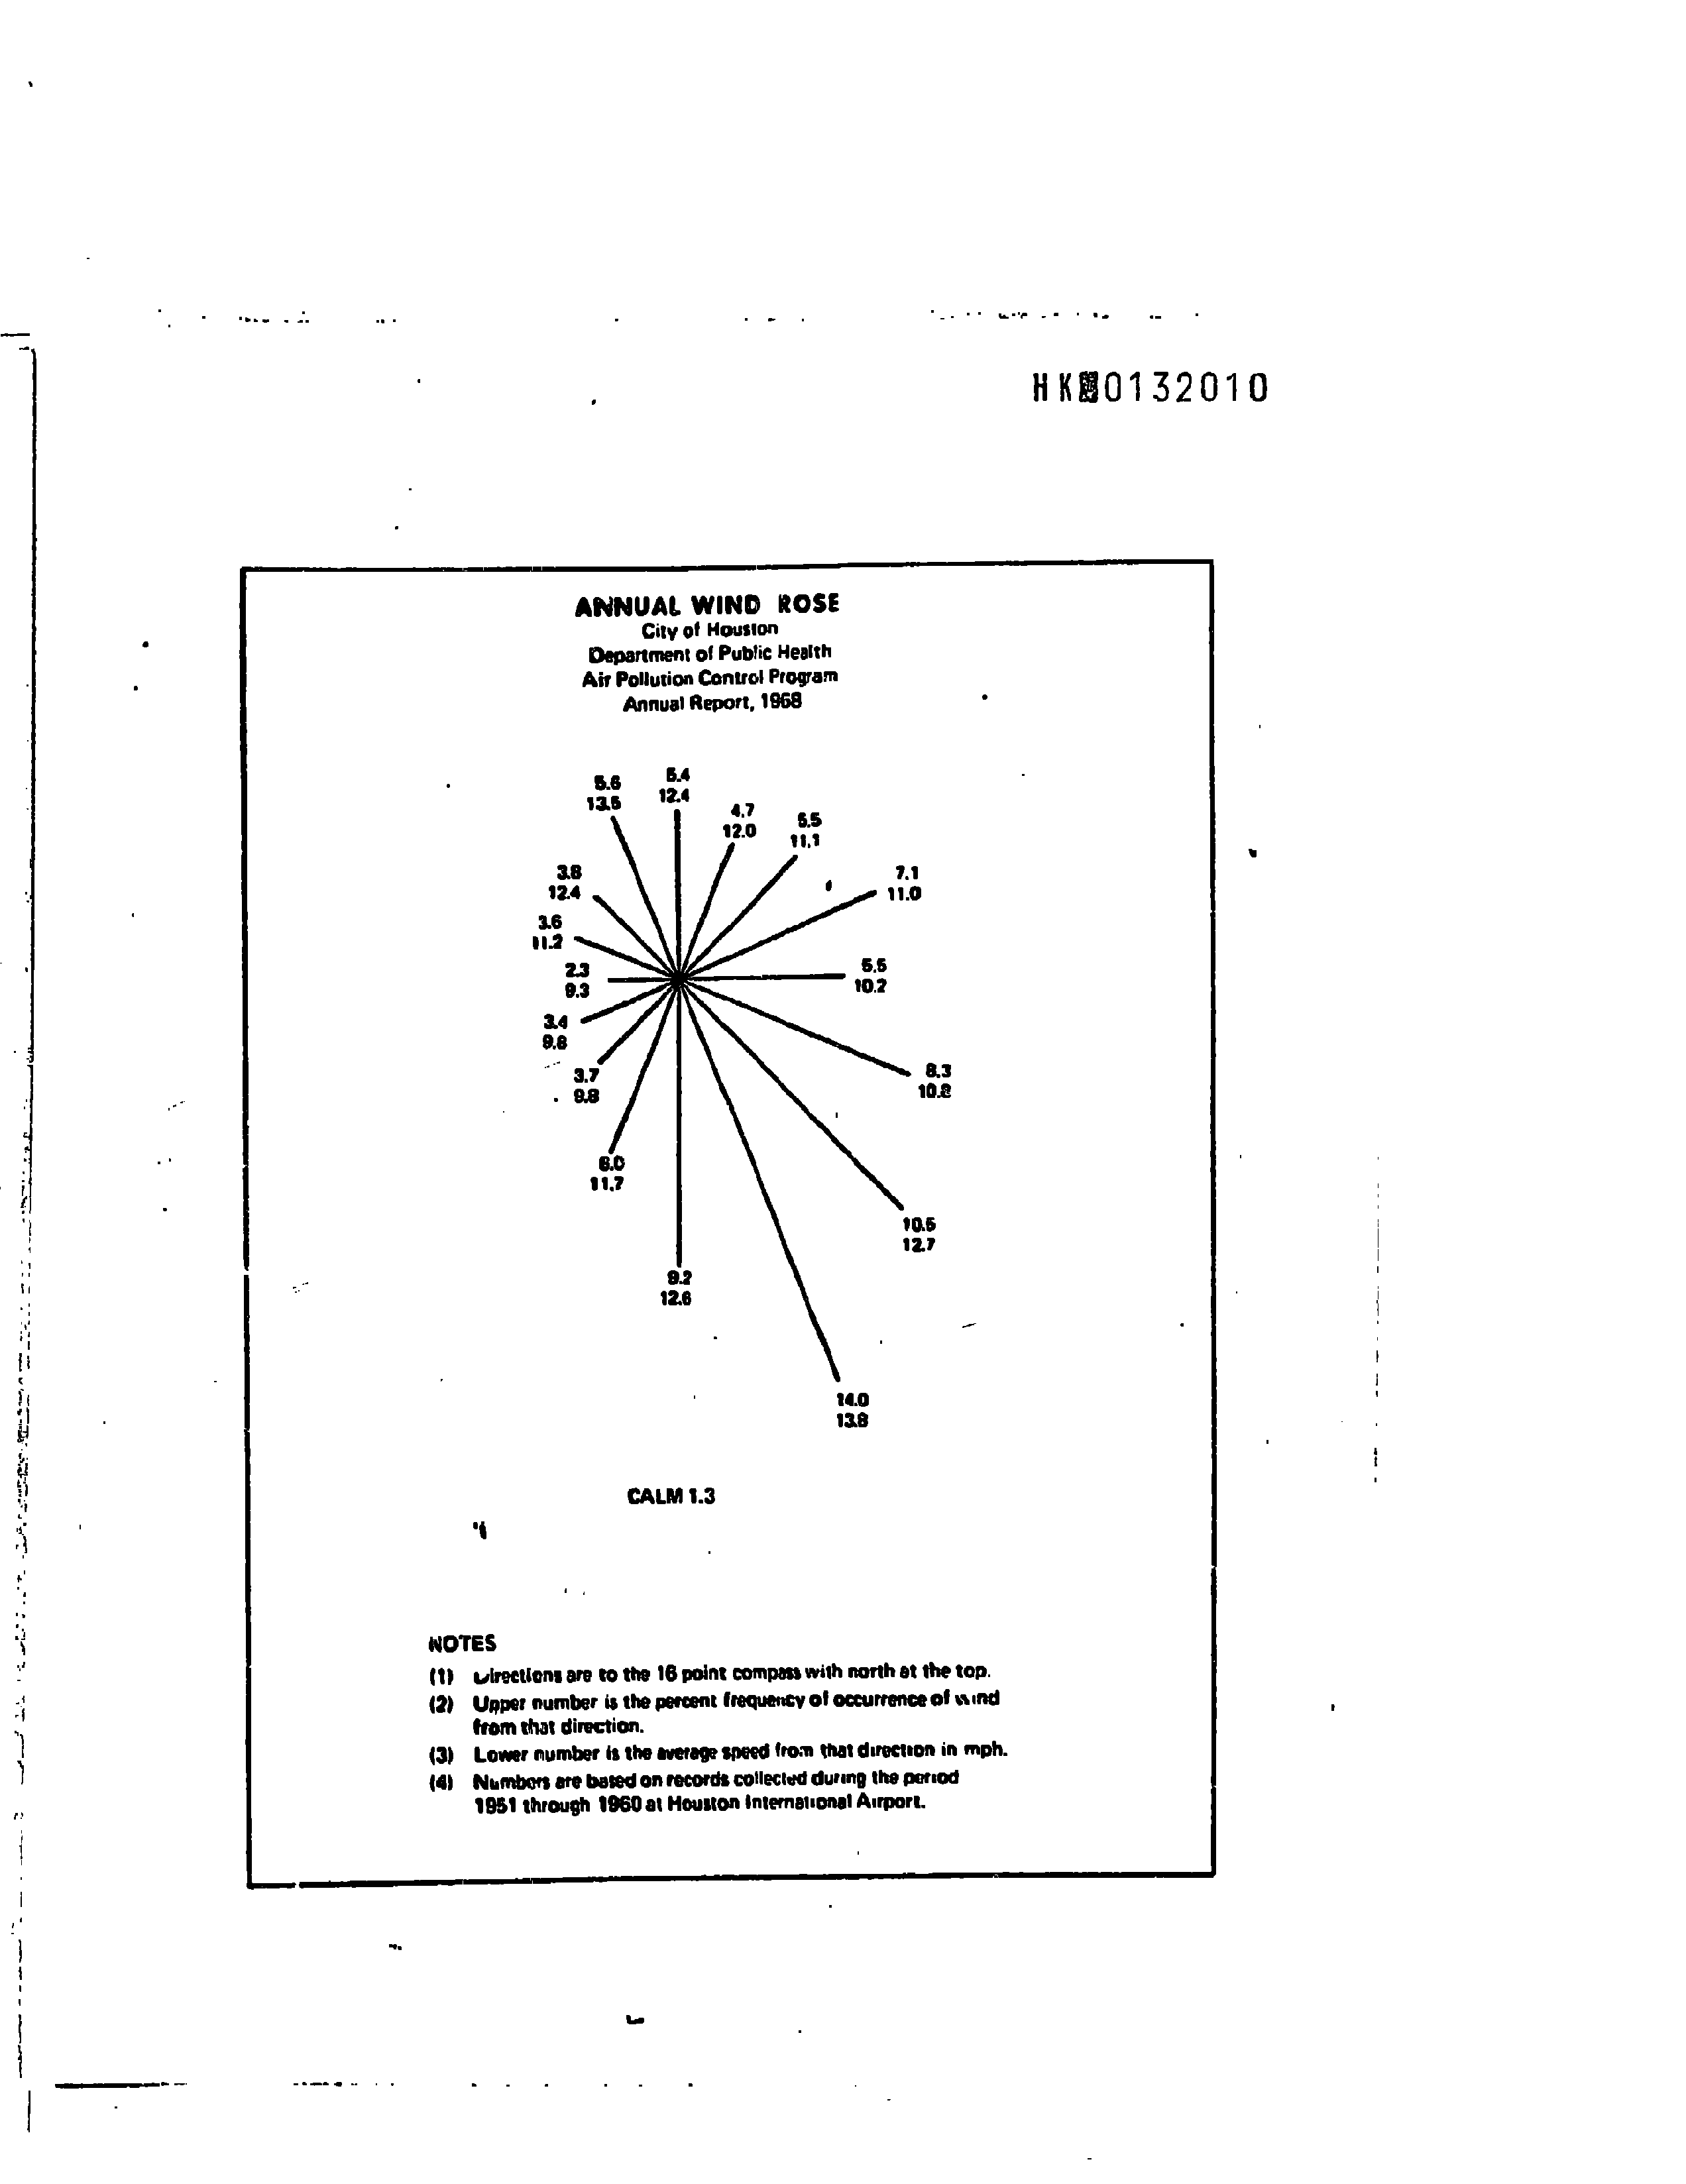 HK 0132010
ANNUAL WIND ROSE
City of Houston
Department of Public Health
Air Pollution Control Program
Annual Report, 1968
5.6
13.5
5.4
12.4
4.7
12.0
5.5
11.1
3.8
12.4
7.1
11.0
3.6
11.2
2.3
9.3
5.5
10.2
3.4
9.8
3.7
9.8
8.3
10.8
6.0
11.7
10.5
12.7
9.2
12.6
14.0
13.8
CALM 1.3
NOTES
(1) Directions are to the 16 point compass with north at the top.
(2) Upper number is the percent frequency of occurrence of wind
from that direction.
(3) Lower number is the average speed from that direction in mph.
(4) Numbers are based on records collected during the period
1951 through 1960 at Houston International Airport.